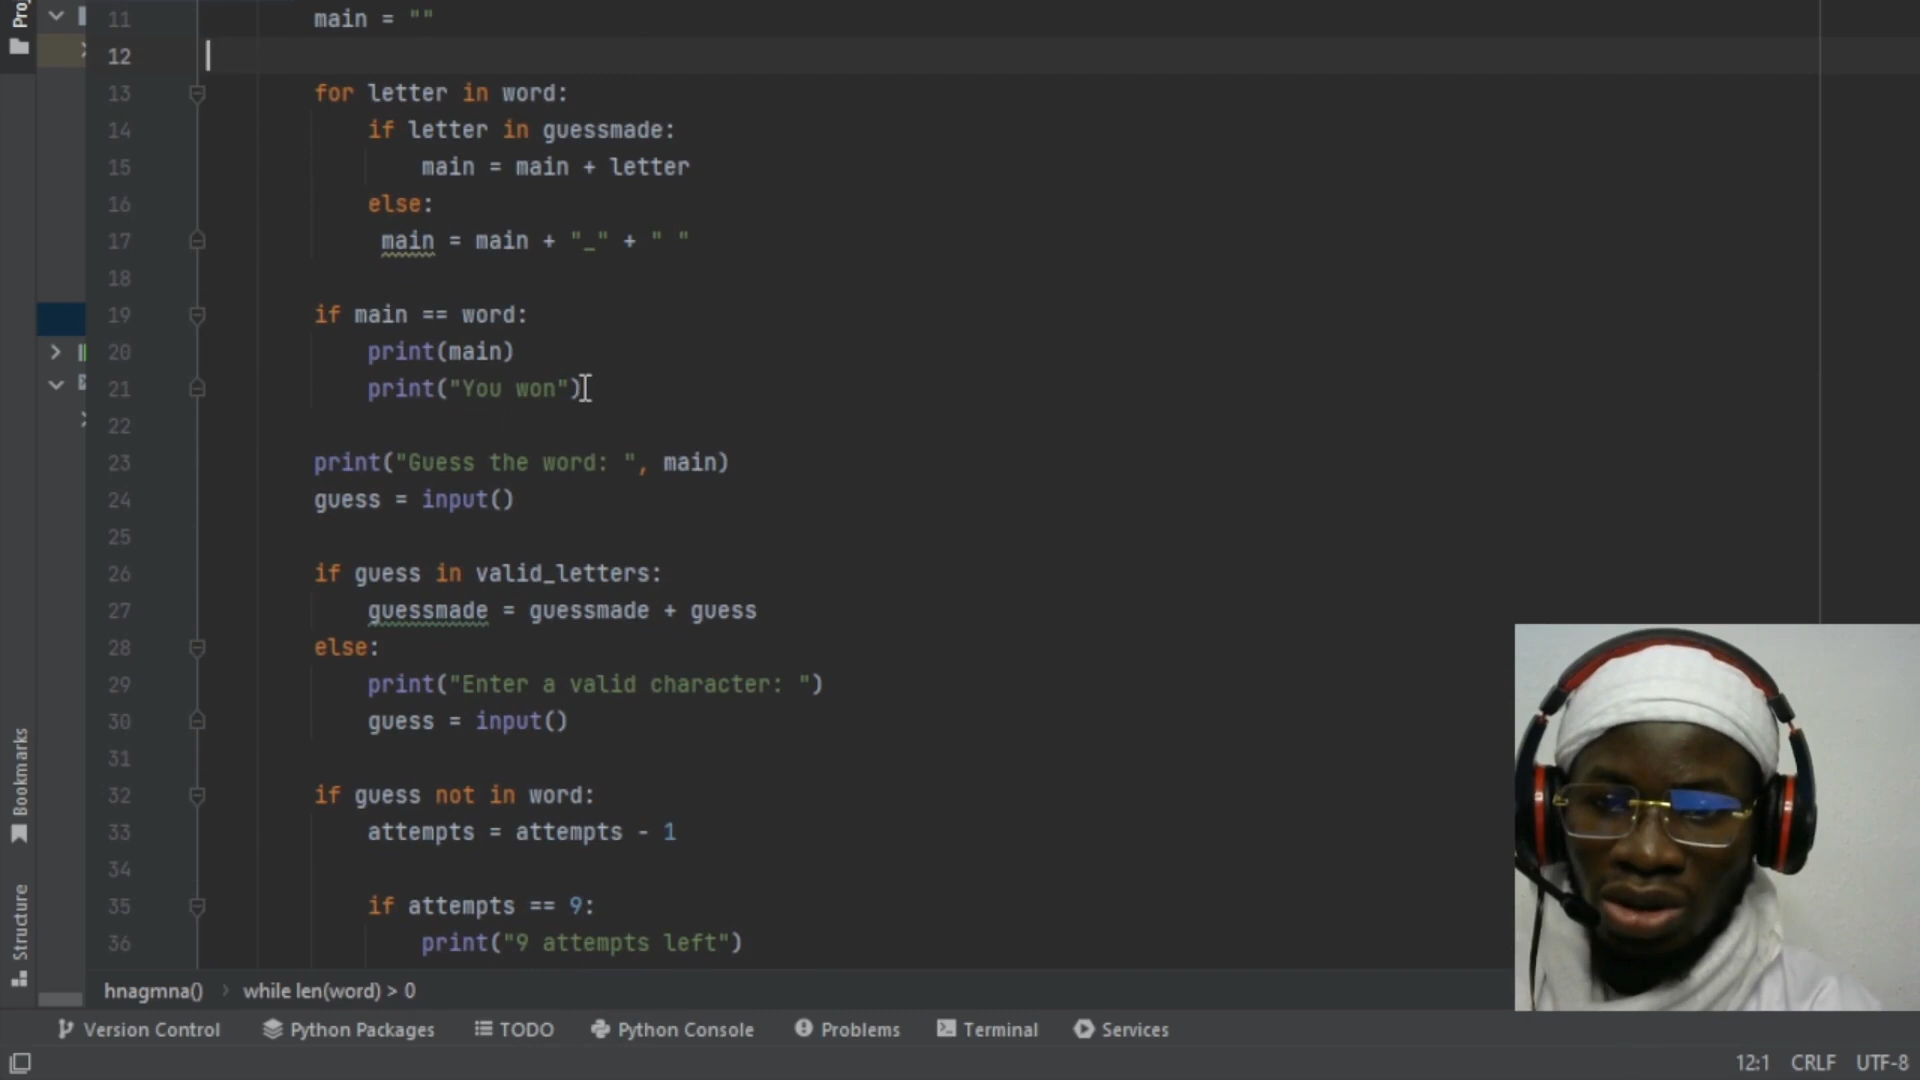 Pro
11 main = ""
12
13 for letter in word:
14 if letter in guessmade:
15 main = main + letter
16 else:
17 main = main + "_" + " "
18
19 if main == word:
20 print(main)
21 print("You won")
22
23 print("Guess the word: ", main)
24 guess = input()
25
26 if guess in valid_letters:
27 guessmade = guessmade + guess
28 else:
29 print("Enter a valid character: ")
30 guess = input()
31
32 if guess not in word:
33 attempts = attempts - 1
34
35 if attempts == 9:
36 print("9 attempts left")
Bookmarks
Structure
hnagmna() › while len(word) > 0
Version Control Python Packages TODO Python Console Problems Terminal Services
12:1 CRLF UTF-8